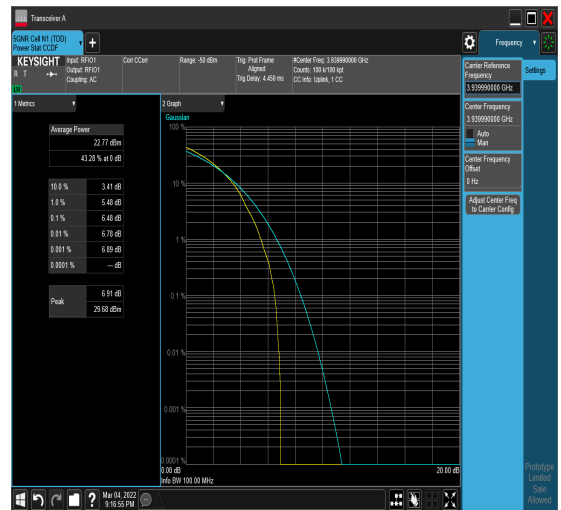 Transceiver A
5GNR Cell N1 (TDD)
Power Stat CCDF
Frequency
KEYSIGHT
R T
LXI
Input: RFIO1
Output: RFIO1
Coupling: AC
Corr CCorr
Range: -50 dBm
Trig: Prot Frame
Aligned
Trig Delay: 4.450 ms
#Center Freq: 3.939990000 GHz
Counts: 100 k/100 kpt
CC Info: Uplink, 1 CC
Carrier Reference
Frequency
3.939990000 GHz
Center Frequency
3.939990000 GHz
Auto
Man
Center Frequency
Offset
0 Hz
Adjust Center Freq
to Carrier Config
Settings
1 Metrics
Average Power
22.77 dBm
43.28 % at 0 dB
10.0 % 3.41 dB
1.0 % 5.48 dB
0.1 % 6.48 dB
0.01 % 6.78 dB
0.001 % 6.89 dB
0.0001 % --- dB
Peak
6.91 dB
29.68 dBm
2 Graph
Gaussian
100 %
10 %
1 %
0.1 %
0.01 %
0.001 %
0.0001 %
0.00 dB
20.00 dB
Info BW 100.00 MHz
Mar 04, 2022
9:16:55 PM
Prototype
Limited
Sale
Allowed